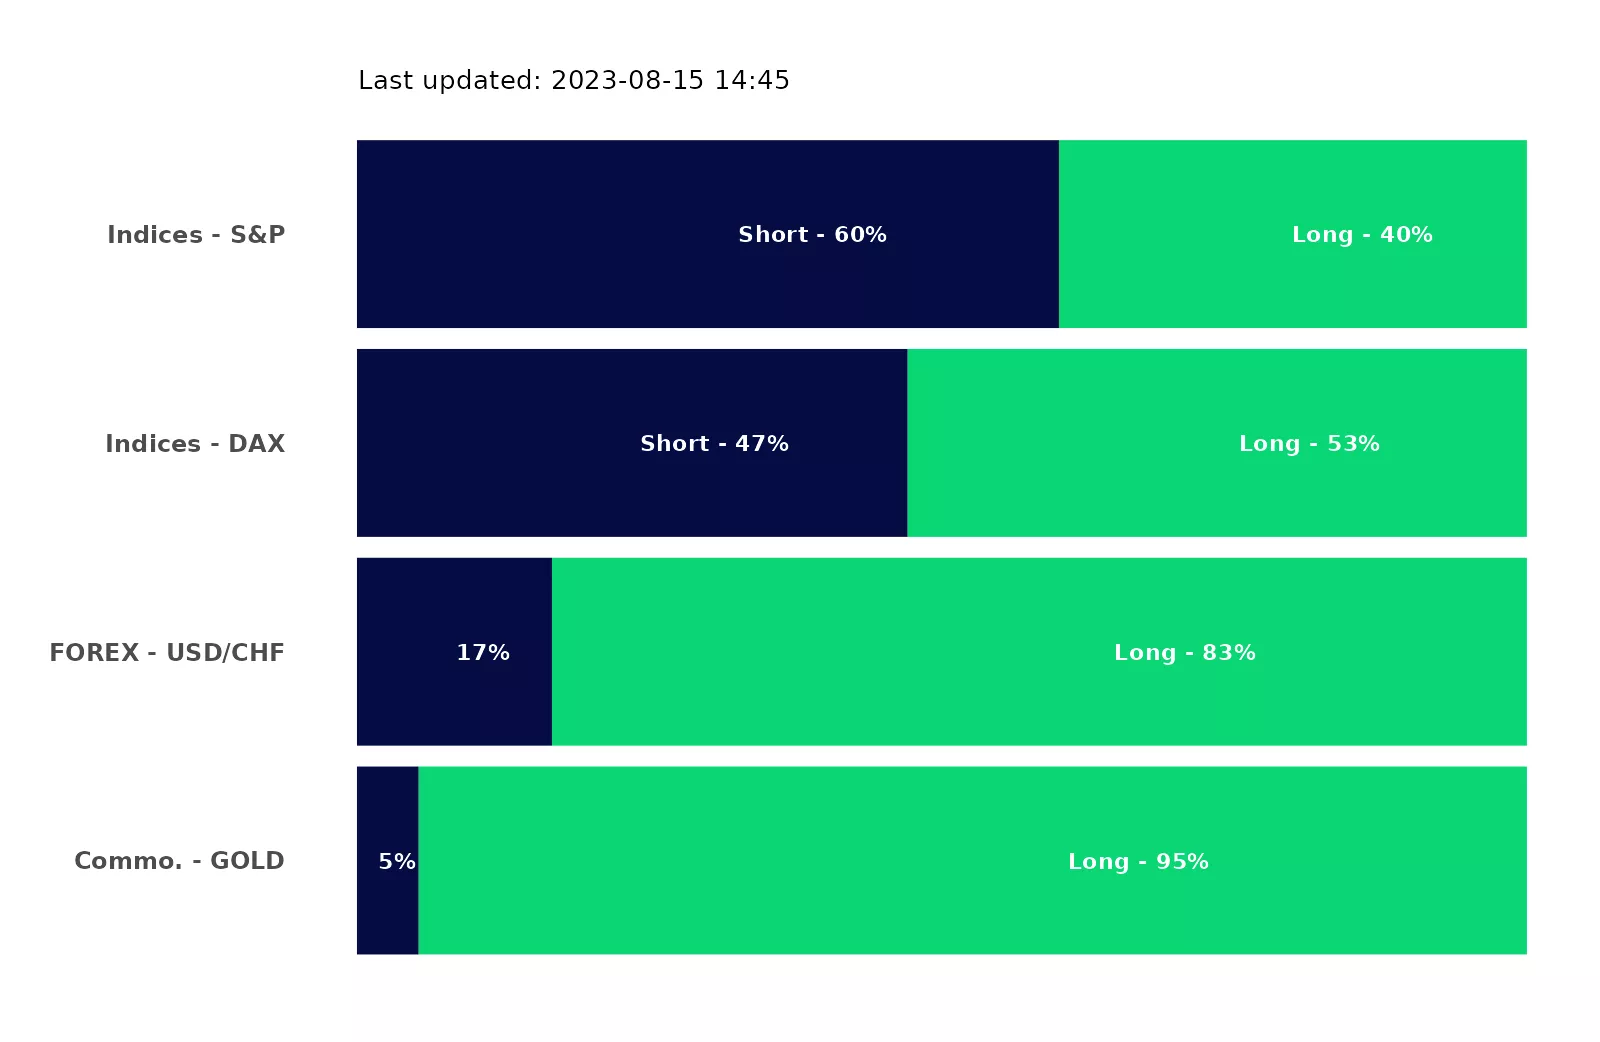 Last updated: 2023-08-15 14:45
Indices - S&P Short - 60% Long - 40%
Indices - DAX Short - 47% Long - 53%
FOREX - USD/CHF 17% Long - 83%
Commo. - GOLD 5% Long - 95%